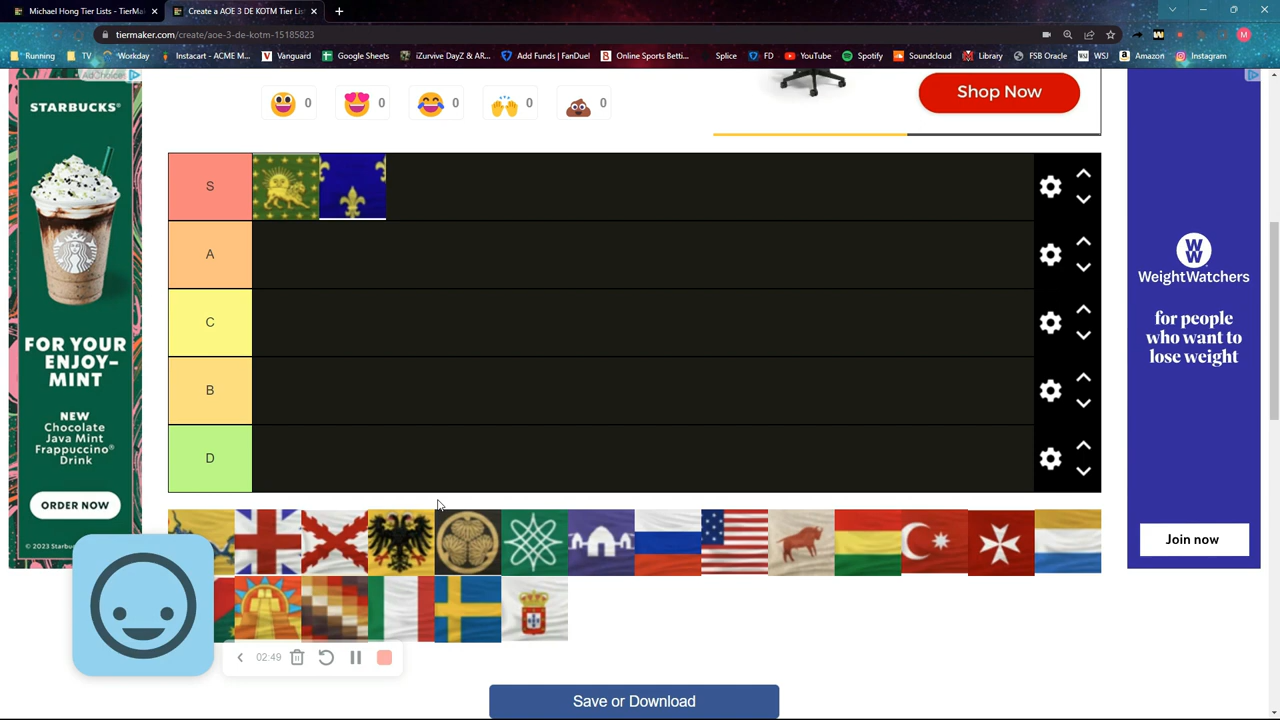 Michael Hong Tier Lists - TierMa
Create a AOE 3 DE KOTM Tier Lis
tiermaker.com/create/aoe-3-de-kotm-15185823
M
Running
TV
Workday
Instacart - ACME M...
Vanguard
Google Sheets
iZurvive DayZ & AR...
Add Funds | FanDuel
Online Sports Betti...
Splice
FD
YouTube
Spotify
Soundcloud
Library
FSB Oracle
WSJ
Amazon
Instagram
AdChoices
STARBUCKS®
FOR YOUR
ENJOY-
MINT
NEW
Chocolate
Java Mint
Frappuccino®
Drink
ORDER NOW
© 2023 Starbu
0
0
0
0
0
Shop Now
S
A
C
B
D
W
W
WeightWatchers
for people
who want to
lose weight
Join now
02:49
Save or Download